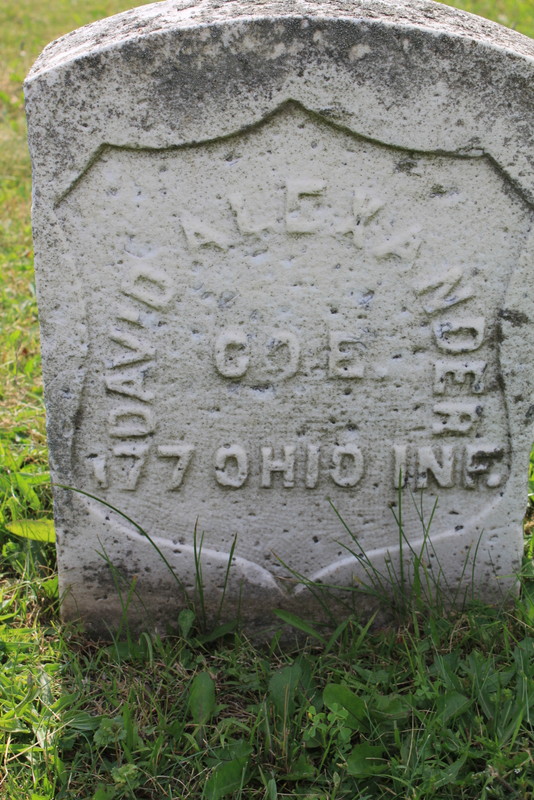 DAVID ALEXANDER
CO. E.
177 OHIO INF.